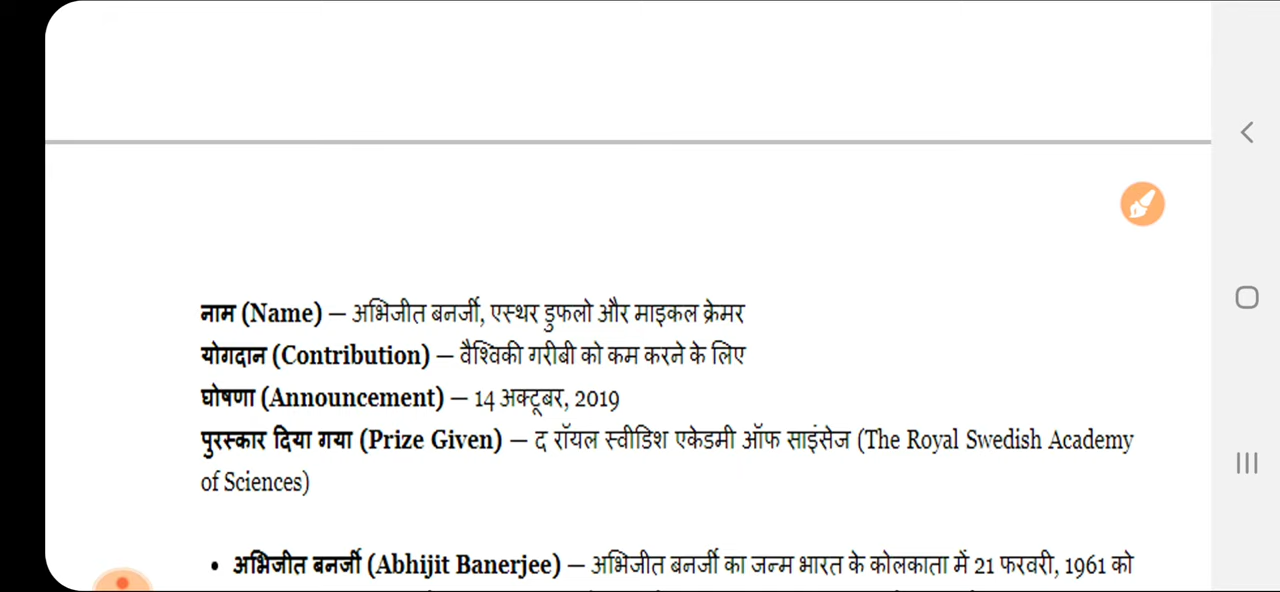 नाम (Name) – अभिजीत बनर्जी, एस्थर डुफलो और माइकल क्रेमर
योगदान (Contribution) – वैश्विकी गरीबी को कम करने के लिए
घोषणा (Announcement) – 14 अक्टूबर, 2019
पुरस्कार दिया गया (Prize Given) – द रॉयल स्वीडिश एकेडमी ऑफ साइंसेज (The Royal Swedish Academy
of Sciences)
• अभिजीत बनर्जी (Abhijit Banerjee) – अभिजीत बनर्जी का जन्म भारत के कोलकाता में 21 फरवरी, 1961 को